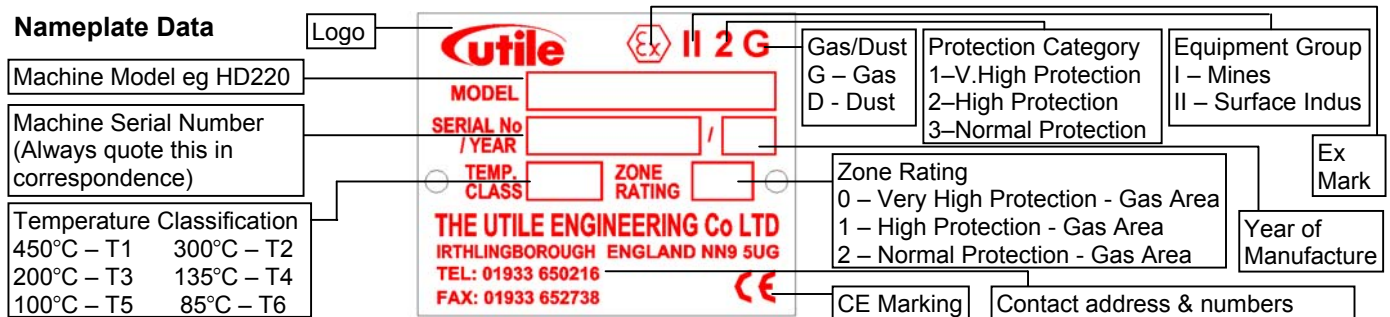 Nameplate Data
Logo
Machine Model eg HD220
Machine Serial Number
(Always quote this in
correspondence)
Temperature Classification
450°C – T1 300°C – T2
200°C – T3 135°C – T4
100°C – T5 85°C – T6
utile Ex II 2 G
MODEL
SERIAL No
/ YEAR /
TEMP.
CLASS
ZONE
RATING
THE UTILE ENGINEERING Co LTD
IRTHLINGBOROUGH ENGLAND NN9 5UG
TEL: 01933 650216
FAX: 01933 652738
CE
Gas/Dust
G – Gas
D - Dust
Protection Category
1–V.High Protection
2–High Protection
3–Normal Protection
Equipment Group
I – Mines
II – Surface Indus
Ex
Mark
Zone Rating
0 – Very High Protection - Gas Area
1 – High Protection - Gas Area
2 – Normal Protection - Gas Area
Year of
Manufacture
CE Marking
Contact address & numbers